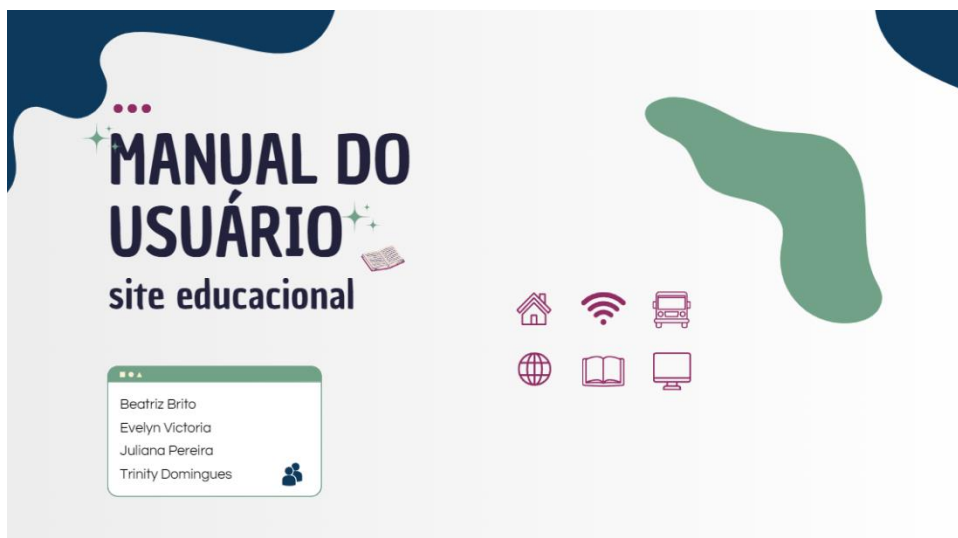 MANUAL DO
USUÁRIO
site educacional
Beatriz Brito
Evelyn Victoria
Juliana Pereira
Trinity Domingues